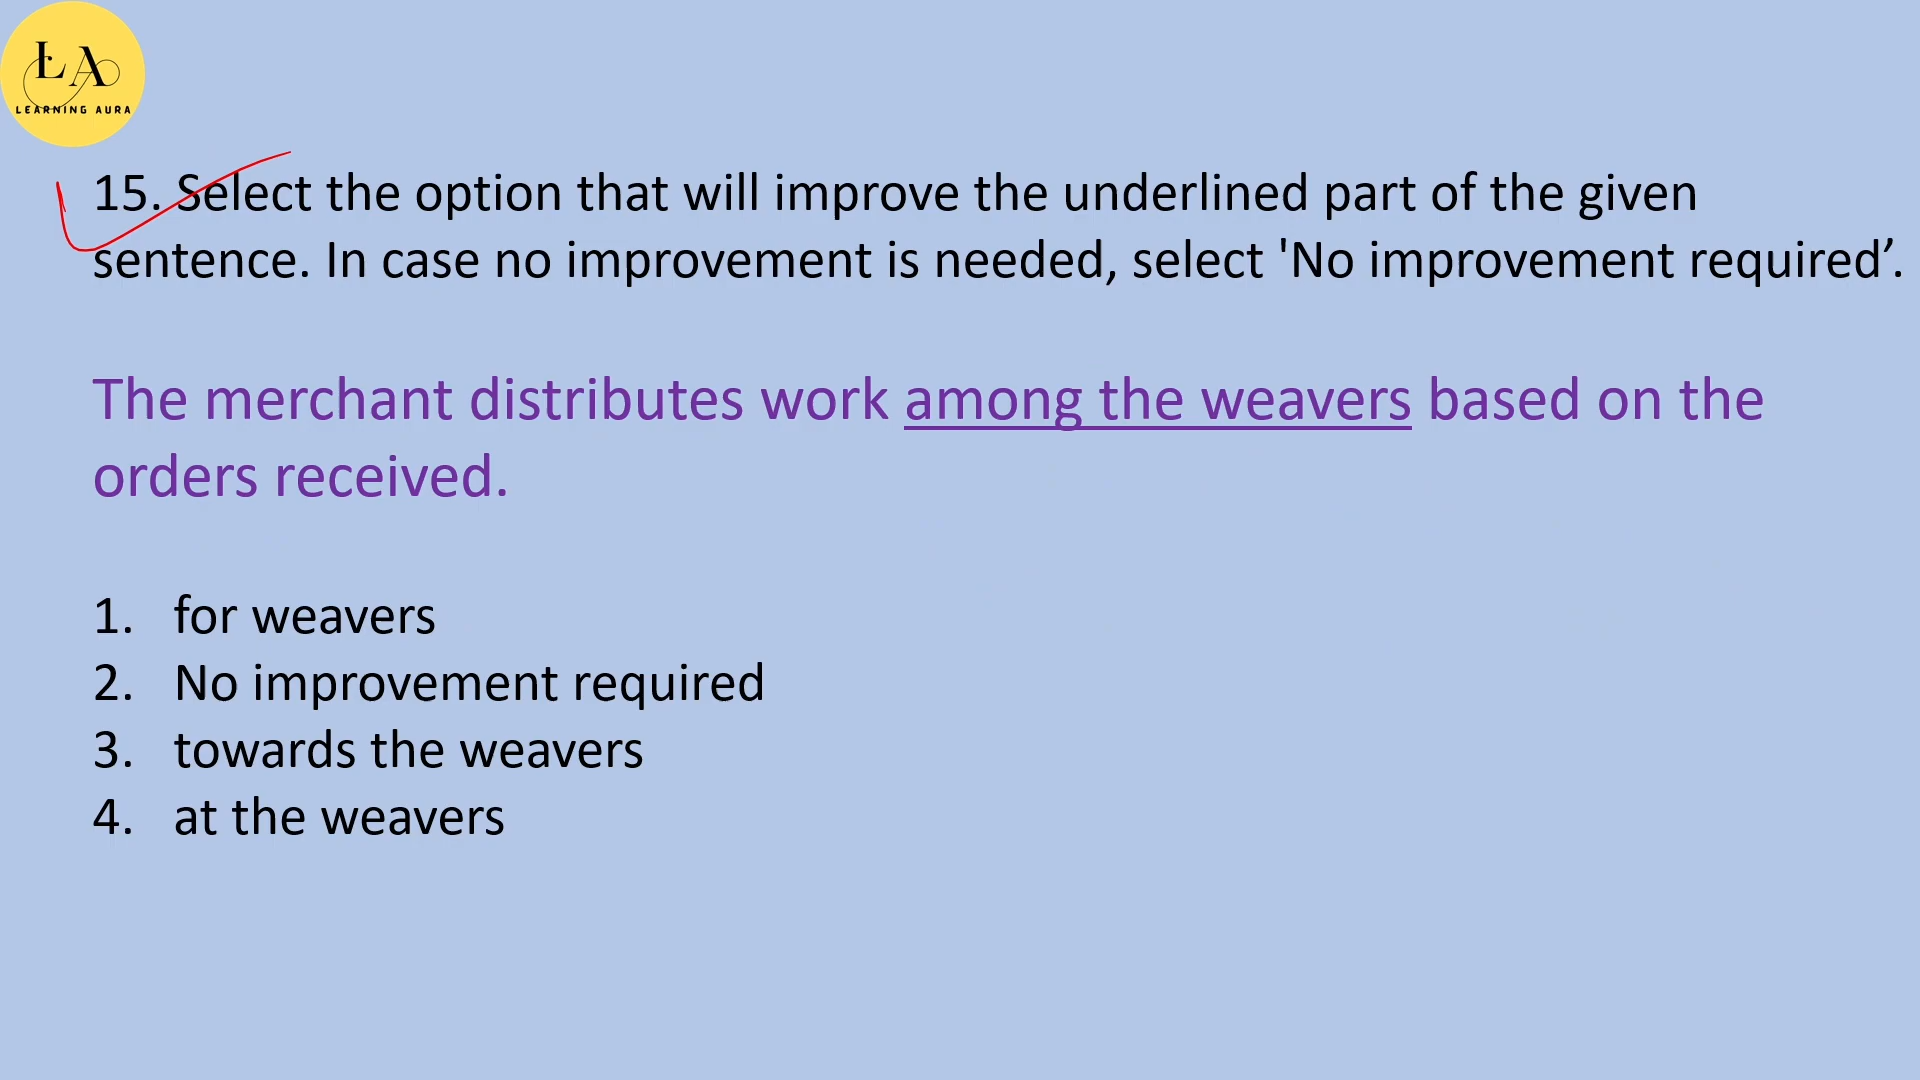 LA
LEARNING AURA
15. Select the option that will improve the underlined part of the given
sentence. In case no improvement is needed, select 'No improvement required’.
The merchant distributes work among the weavers based on the
orders received.
1. for weavers
2. No improvement required
3. towards the weavers
4. at the weavers